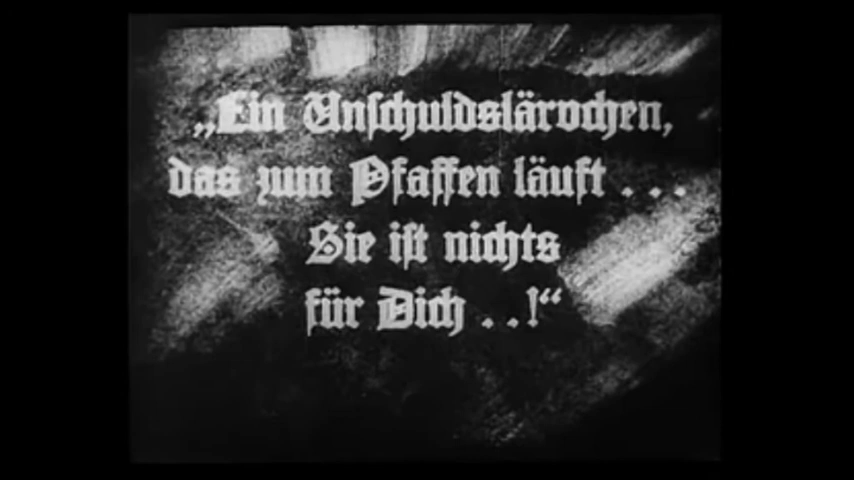 „Ein Unschuldslärvchen,
das zum Pfaffen läuft . . .
Sie ist nichts
für Dich . . !“